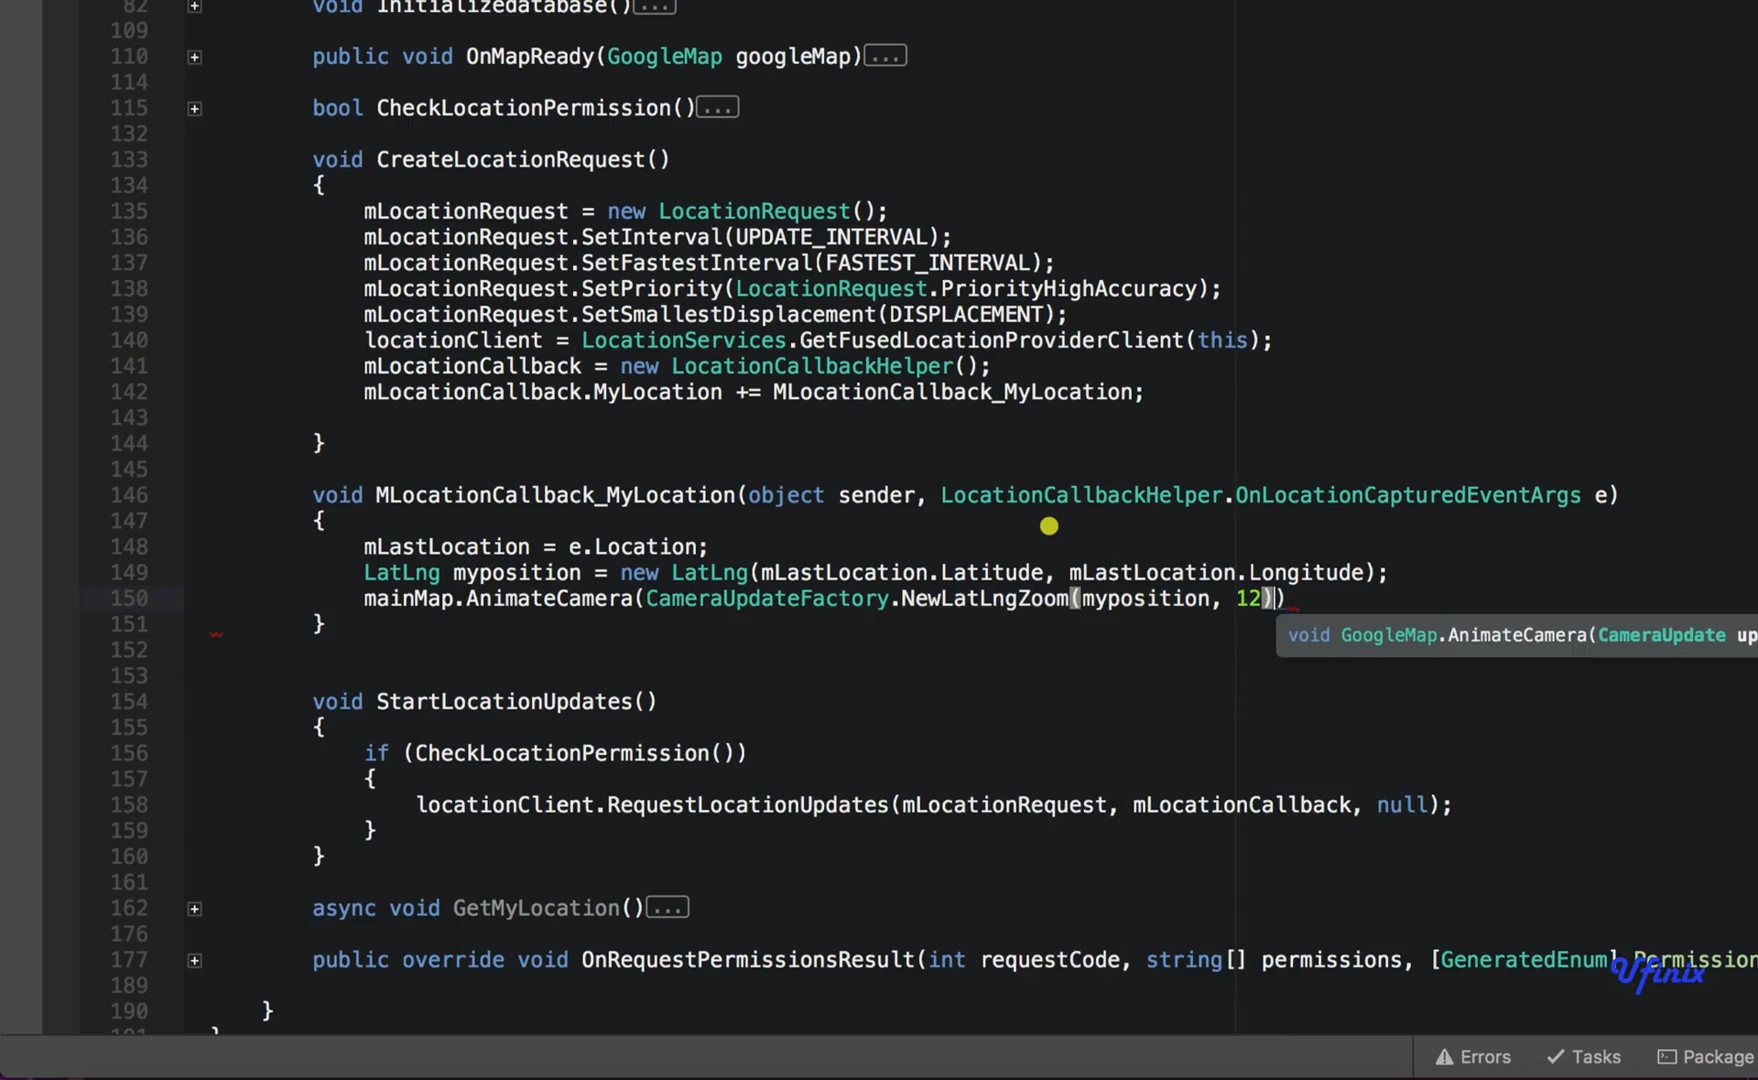 82 void Initializedatabase()...
109
110 public void OnMapReady(GoogleMap googleMap)...
114
115 bool CheckLocationPermission()...
132
133 void CreateLocationRequest()
134 {
135 mLocationRequest = new LocationRequest();
136 mLocationRequest.SetInterval(UPDATE_INTERVAL);
137 mLocationRequest.SetFastestInterval(FASTEST_INTERVAL);
138 mLocationRequest.SetPriority(LocationRequest.PriorityHighAccuracy);
139 mLocationRequest.SetSmallestDisplacement(DISPLACEMENT);
140 locationClient = LocationServices.GetFusedLocationProviderClient(this);
141 mLocationCallback = new LocationCallbackHelper();
142 mLocationCallback.MyLocation += MLocationCallback_MyLocation;
143
144 }
145
146 void MLocationCallback_MyLocation(object sender, LocationCallbackHelper.OnLocationCapturedEventArgs e)
147 {
148 mLastLocation = e.Location;
149 LatLng myposition = new LatLng(mLastLocation.Latitude, mLastLocation.Longitude);
150 mainMap.AnimateCamera(CameraUpdateFactory.NewLatLngZoom(myposition, 12))
151 }
void GoogleMap.AnimateCamera(CameraUpdate up
152
153
154 void StartLocationUpdates()
155 {
156 if (CheckLocationPermission())
157 {
158 locationClient.RequestLocationUpdates(mLocationRequest, mLocationCallback, null);
159 }
160 }
161
162 async void GetMyLocation()...
176
177 public override void OnRequestPermissionsResult(int requestCode, string[] permissions, [GeneratedEnum] Permission
Ufinix
189
190 }
191 }
Errors Tasks Package